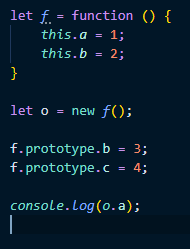 let f = function () {
    this.a = 1;
    this.b = 2;
}
let o = new f();
f.prototype.b = 3;
f.prototype.c = 4;
console.log(o.a);